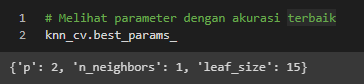 1 # Melihat parameter dengan akurasi terbaik
2 knn_cv.best_params_
{'p': 2, 'n_neighbors': 1, 'leaf_size': 15}